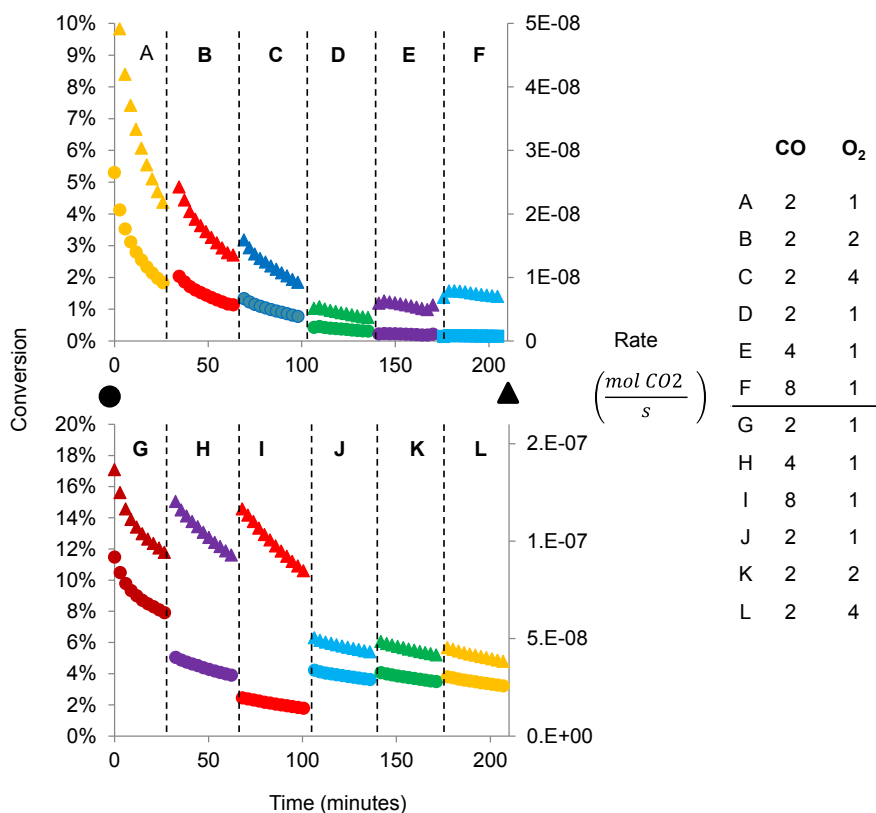 10%
9%
8%
7%
6%
5%
4%
3%
2%
1%
0%
5E-08
4E-08
3E-08
2E-08
1E-08
0
A B C D E F
0 50 100 150 200
Conversion
20%
18%
16%
14%
12%
10%
8%
6%
4%
2%
0%
2.E-07
1.E-07
1.E-07
5.E-08
0.E+00
G H I J K L
0 50 100 150 200
Time (minutes)
Rate
(mol CO2
s)
CO O₂
A 2 1
B 2 2
C 2 4
D 2 1
E 4 1
F 8 1
G 2 1
H 4 1
I 8 1
J 2 1
K 2 2
L 2 4